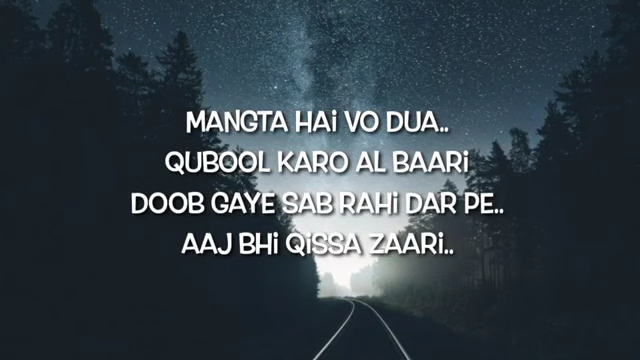 MANGTA HAi VO DUA..
QUBOOL KARO AL BAARi
DOOB GAYE SAB RAHi DAR PE..
AAJ BHi QiSSA ZAARi..